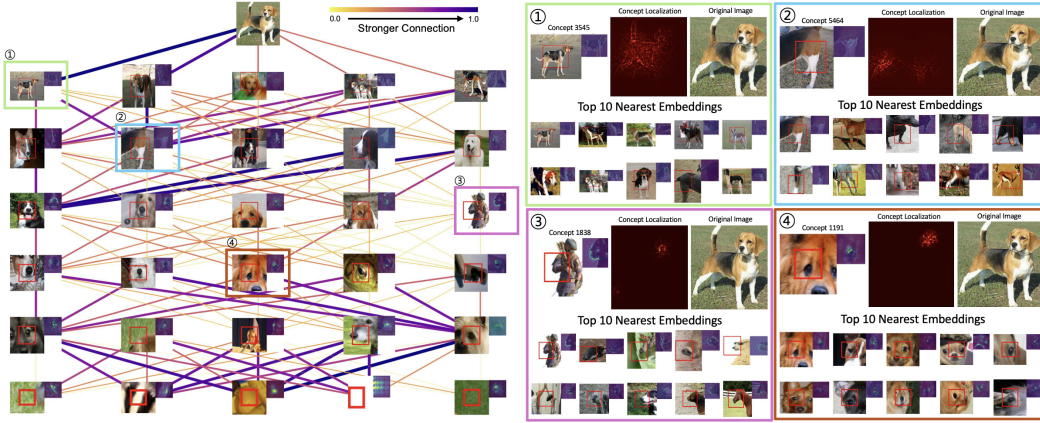 0.0
1.0
Stronger Connection
①
②
③
④
①
Concept 3545
Concept Localization
Original Image
Top 10 Nearest Embeddings
②
Concept 5464
Concept Localization
Original Image
Top 10 Nearest Embeddings
③
Concept 1838
Concept Localization
Original Image
Top 10 Nearest Embeddings
④
Concept 1191
Concept Localization
Original Image
Top 10 Nearest Embeddings